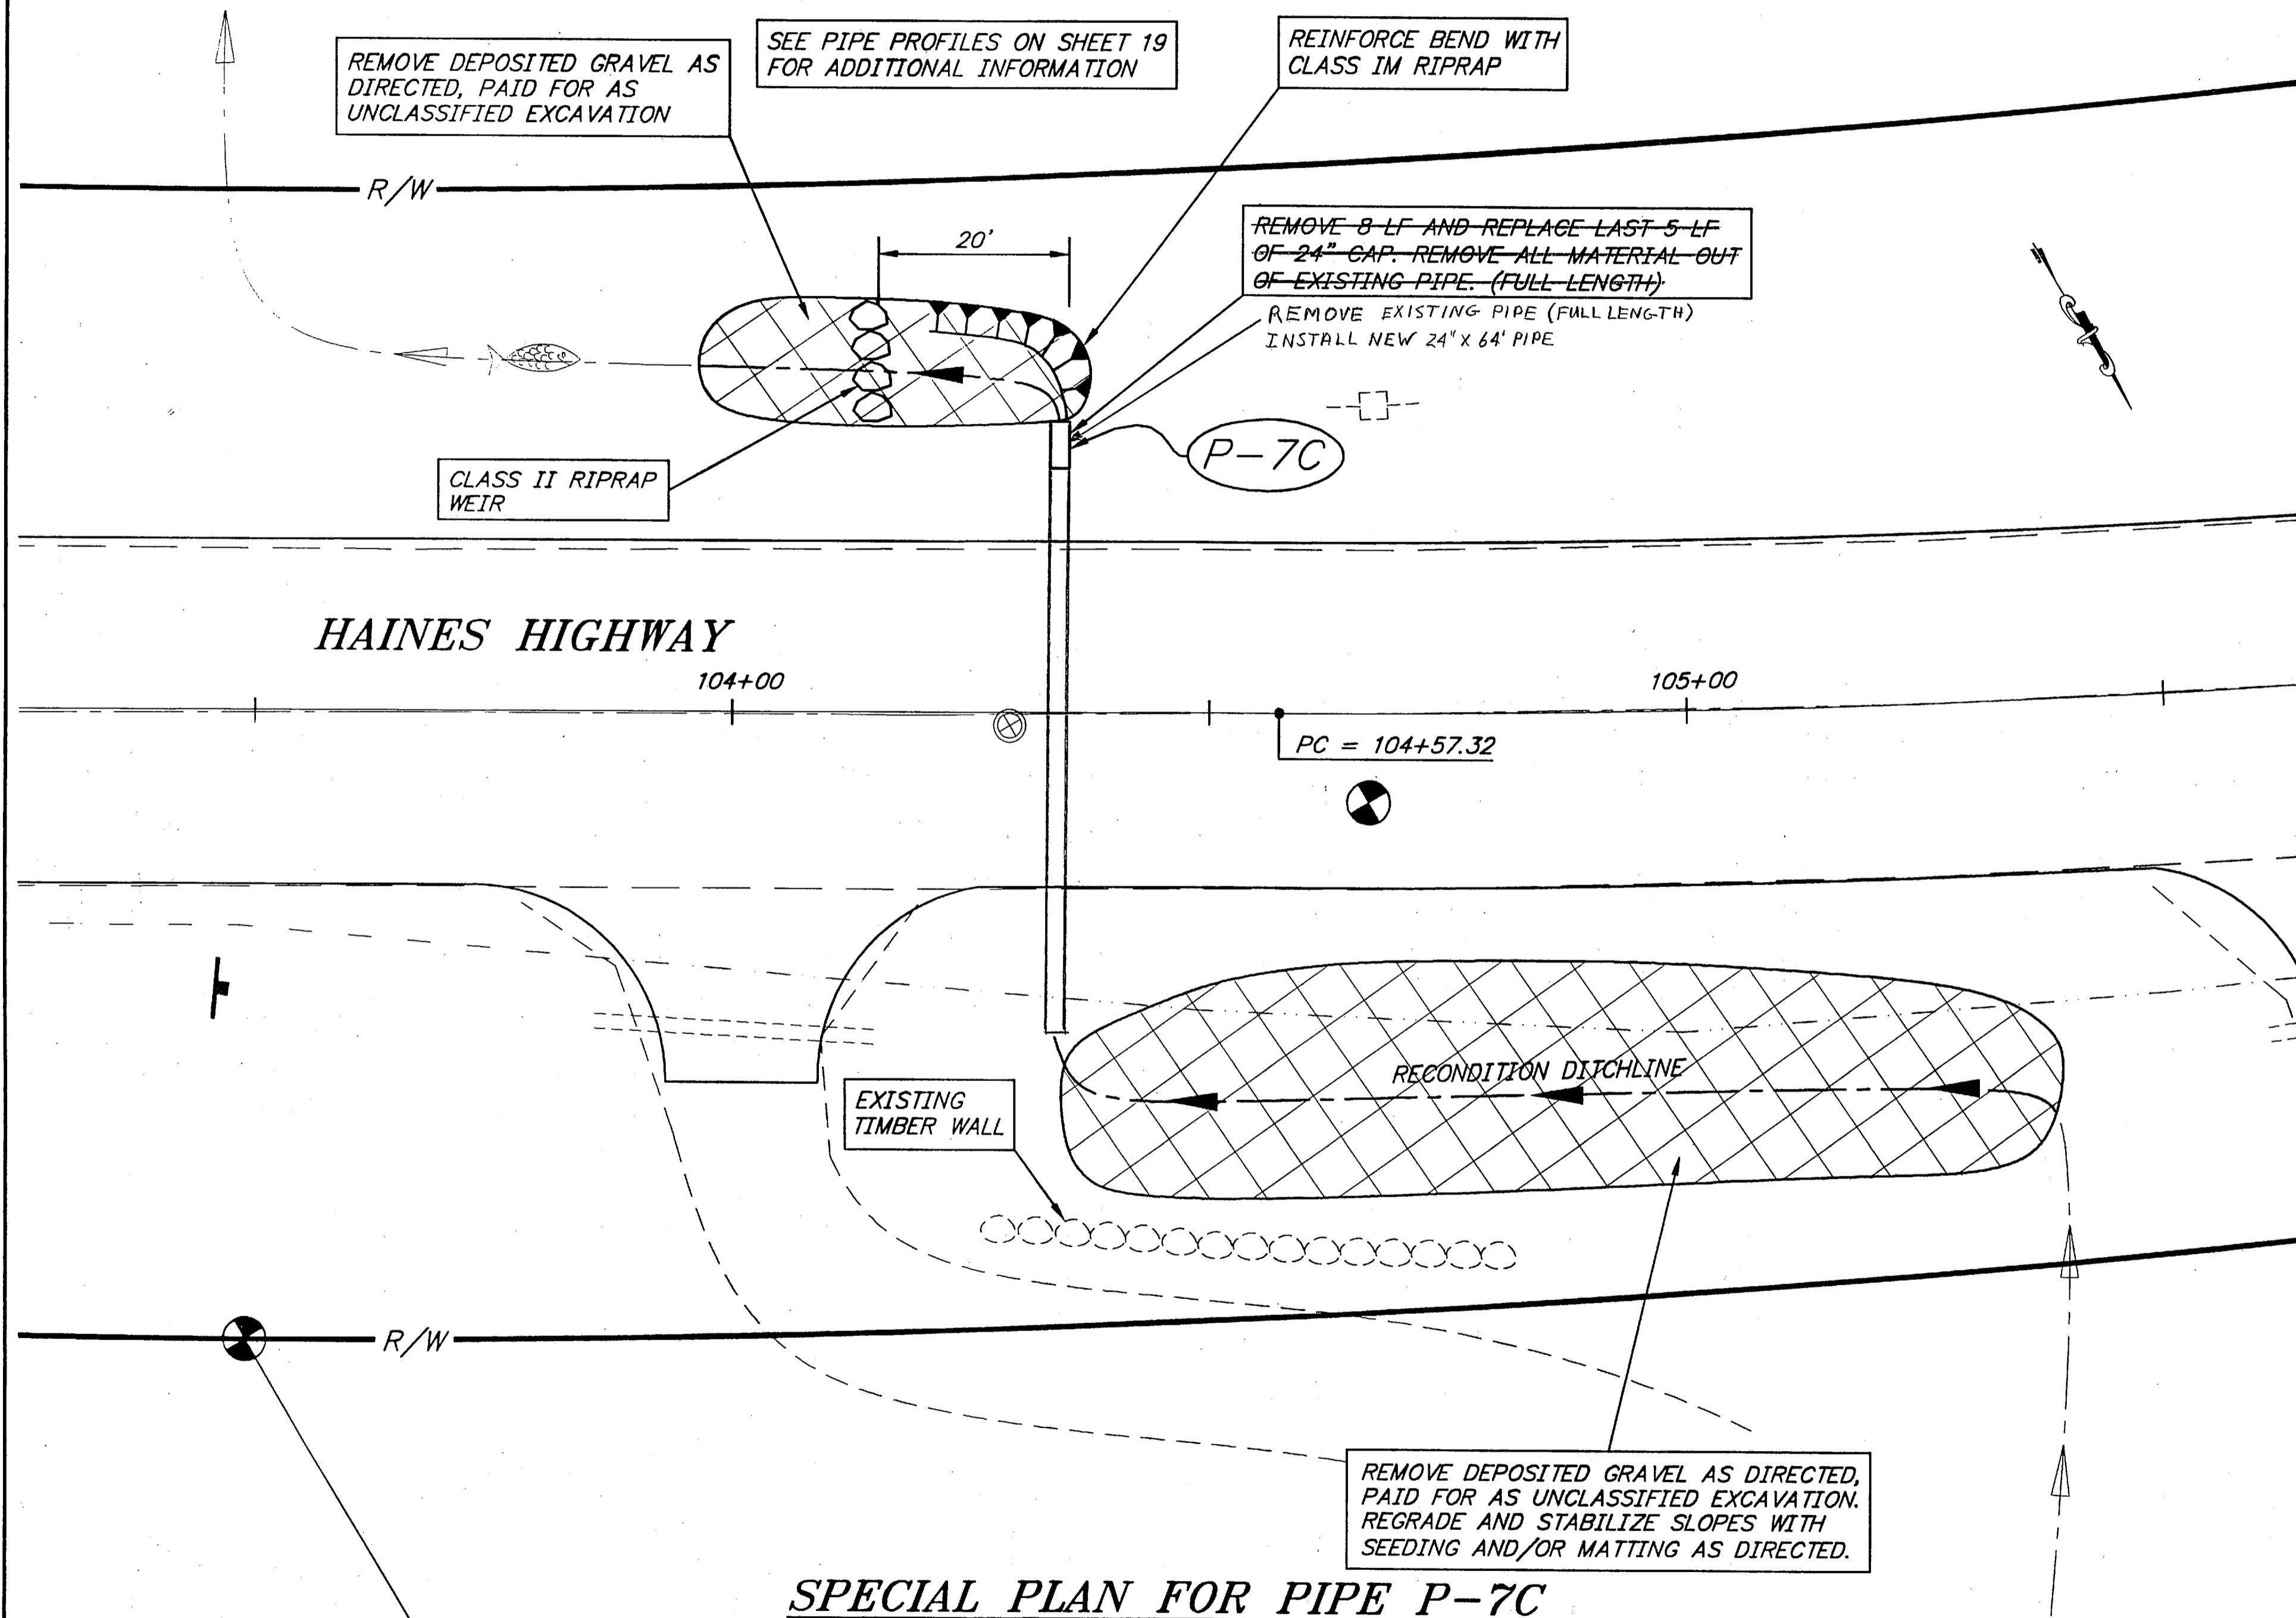 REMOVE DEPOSITED GRAVEL AS
DIRECTED, PAID FOR AS
UNCLASSIFIED EXCAVATION
SEE PIPE PROFILES ON SHEET 19
FOR ADDITIONAL INFORMATION
REINFORCE BEND WITH
CLASS IM RIPRAP
R/W
20'
REMOVE 8 LF AND REPLACE LAST 5 LF
OF 24" CAP. REMOVE ALL MATERIAL OUT
OF EXISTING PIPE. (FULL LENGTH)
REMOVE EXISTING PIPE (FULL LENGTH)
INSTALL NEW 24" X 64' PIPE
P-7C
CLASS II RIPRAP
WEIR
HAINES HIGHWAY
104+00
105+00
PC = 104+57.32
RECONDITION DITCHLINE
EXISTING
TIMBER WALL
R/W
REMOVE DEPOSITED GRAVEL AS DIRECTED,
PAID FOR AS UNCLASSIFIED EXCAVATION.
REGRADE AND STABILIZE SLOPES WITH
SEEDING AND/OR MATTING AS DIRECTED.
SPECIAL PLAN FOR PIPE P-7C